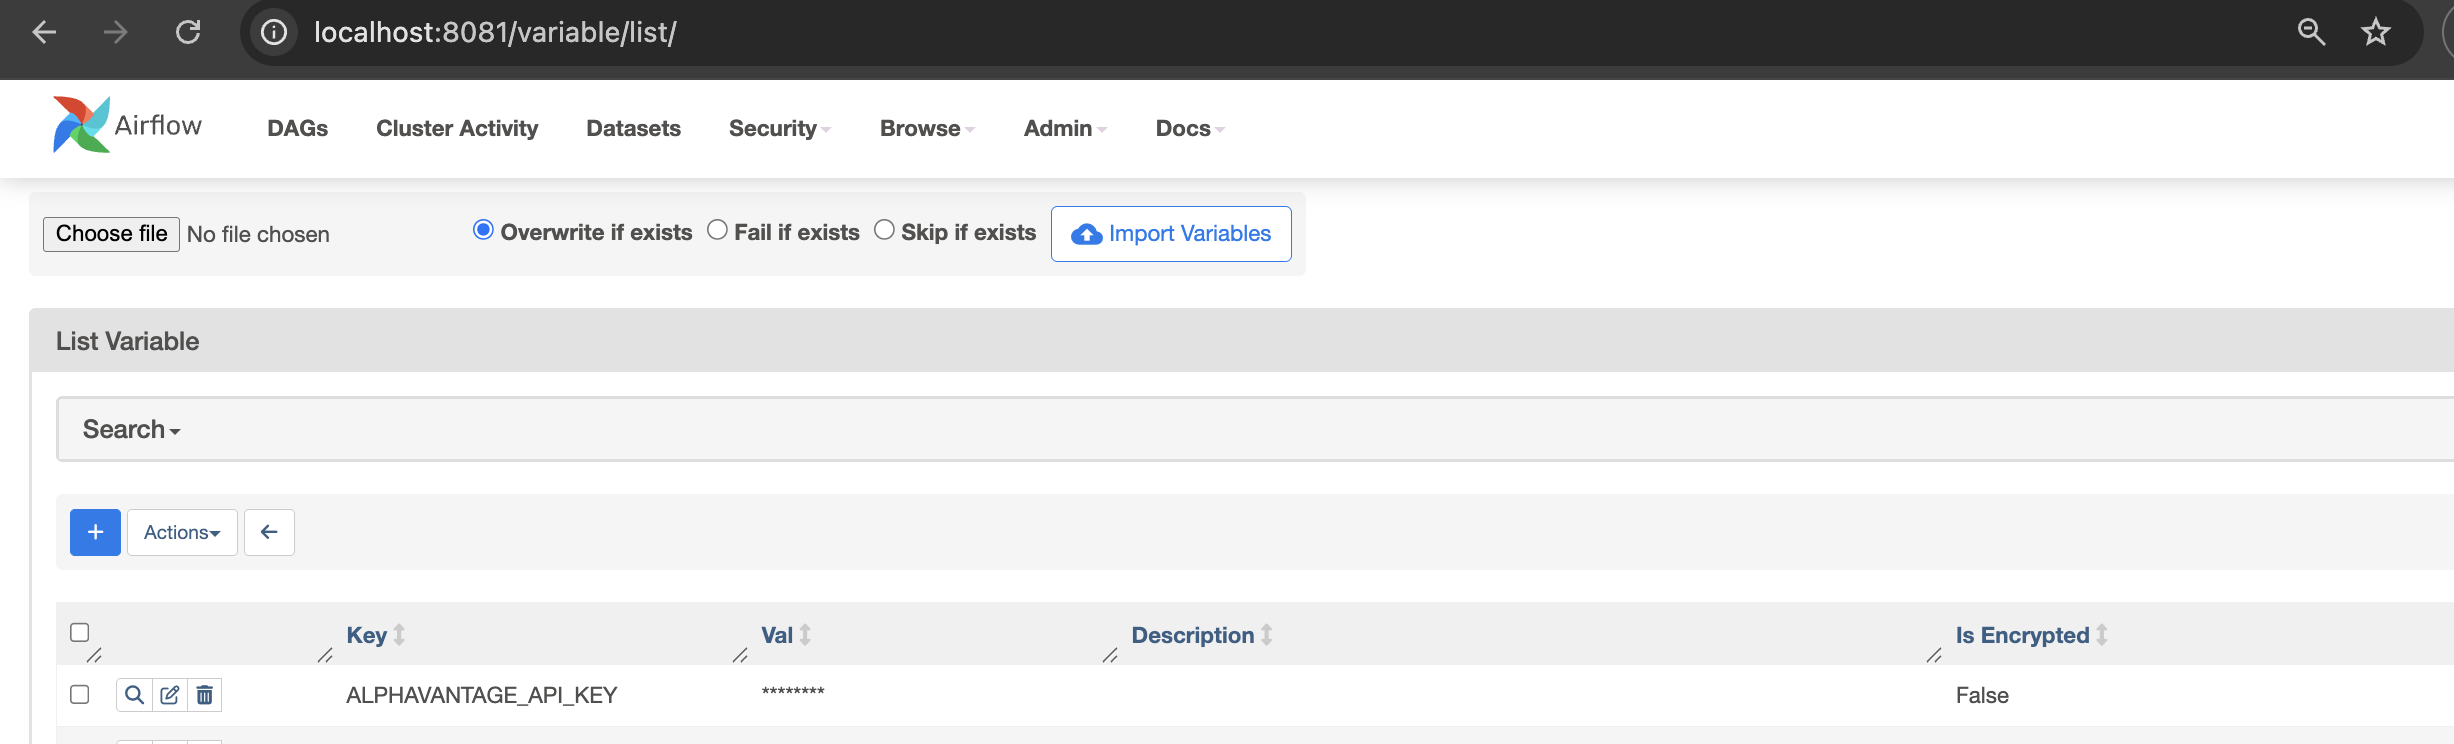 localhost:8081/variable/list/
Airflow DAGs Cluster Activity Datasets Security Browse Admin Docs
Choose file No file chosen Overwrite if exists Fail if exists Skip if exists Import Variables
List Variable
Search
+ Actions
Key Val Description Is Encrypted
ALPHAVANTAGE_API_KEY ******** False